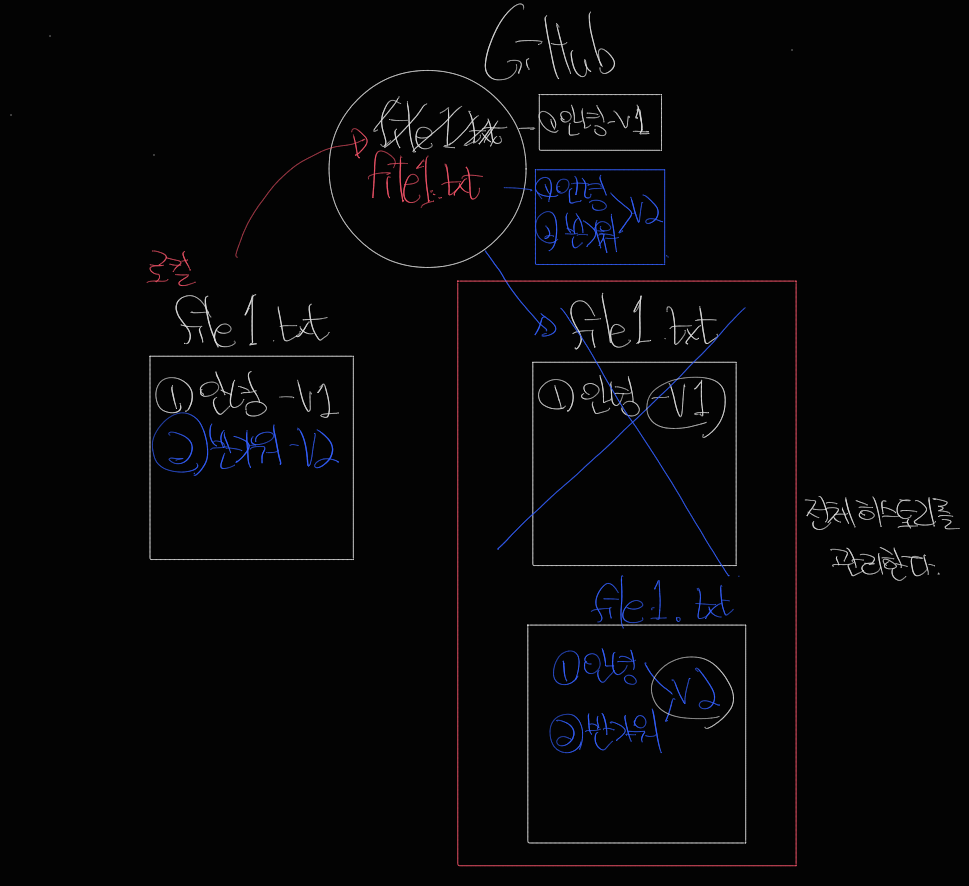 GitHub
file1.txt
①안녕-V1
file1.txt
①안녕
②반가워 > V2
로컬
file1.txt
①안녕 -V1
②반가워 -V2
file1.txt
①안녕 -V1
전체 히스토리를
관리한다.
file1.txt
①안녕 > V2
②반가워